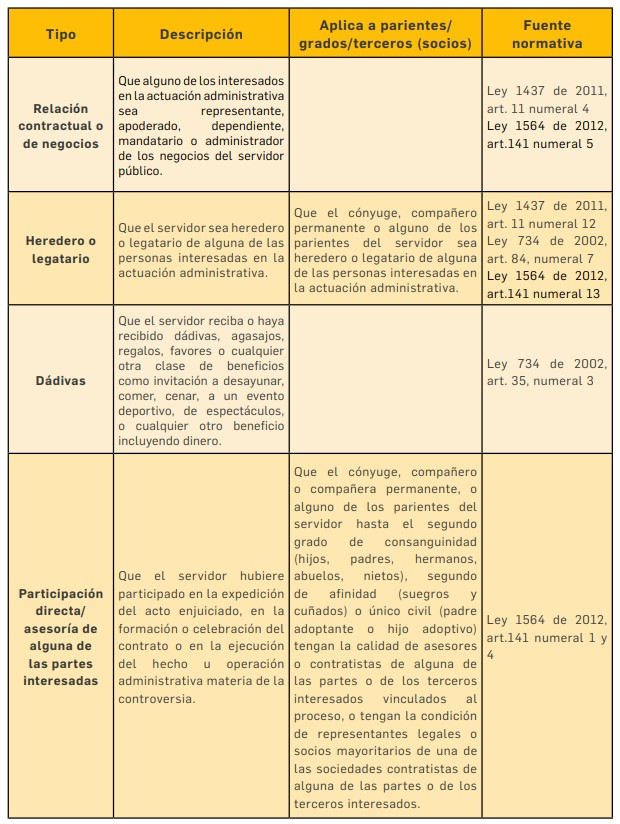 Tipo
Descripción
Aplica a parientes/
grados/terceros (socios)
Fuente
normativa
Relación
contractual o
de negocios
Que alguno de los interesados
en la actuación administrativa
sea representante,
apoderado, dependiente,
mandatario o administrador
de los negocios del servidor
público.
Ley 1437 de 2011,
art. 11 numeral 4
Ley 1564 de 2012,
art.141 numeral 5
Heredero o
legatario
Que el servidor sea heredero
o legatario de alguna de las
personas interesadas en la
actuación administrativa.
Que el cónyuge, compañero
permanente o alguno de los
parientes del servidor sea
heredero o legatario de alguna
de las personas interesadas en
la actuación administrativa.
Ley 1437 de 2011,
art. 11 numeral 12
Ley 734 de 2002,
art. 84, numeral 7
Ley 1564 de 2012,
art.141 numeral 13
Dádivas
Que el servidor reciba o haya
recibido dádivas, agasajos,
regalos, favores o cualquier
otra clase de beneficios
como invitación a desayunar,
comer, cenar, a un evento
deportivo, de espectáculos,
o cualquier otro beneficio
incluyendo dinero.
Ley 734 de 2002,
art. 35, numeral 3
Participación
directa/
asesoría de
alguna de
las partes
interesadas
Que el servidor hubiere
participado en la expedición
del acto enjuiciado, en la
formación o celebración del
contrato o en la ejecución
del hecho u operación
administrativa materia de la
controversia.
Que el cónyuge, compañero
o compañera permanente, o
alguno de los parientes del
servidor hasta el segundo
grado de consanguinidad
(hijos, padres, hermanos,
abuelos, nietos), segundo
de afinidad (suegros y
cuñados) o único civil (padre
adoptante o hijo adoptivo)
tengan la calidad de asesores
o contratistas de alguna de
las partes o de los terceros
interesados vinculados al
proceso, o tengan la condición
de representantes legales o
socios mayoritarios de una de
las sociedades contratistas de
alguna de las partes o de los
terceros interesados.
Ley 1564 de 2012,
art.141 numeral 1 y
4